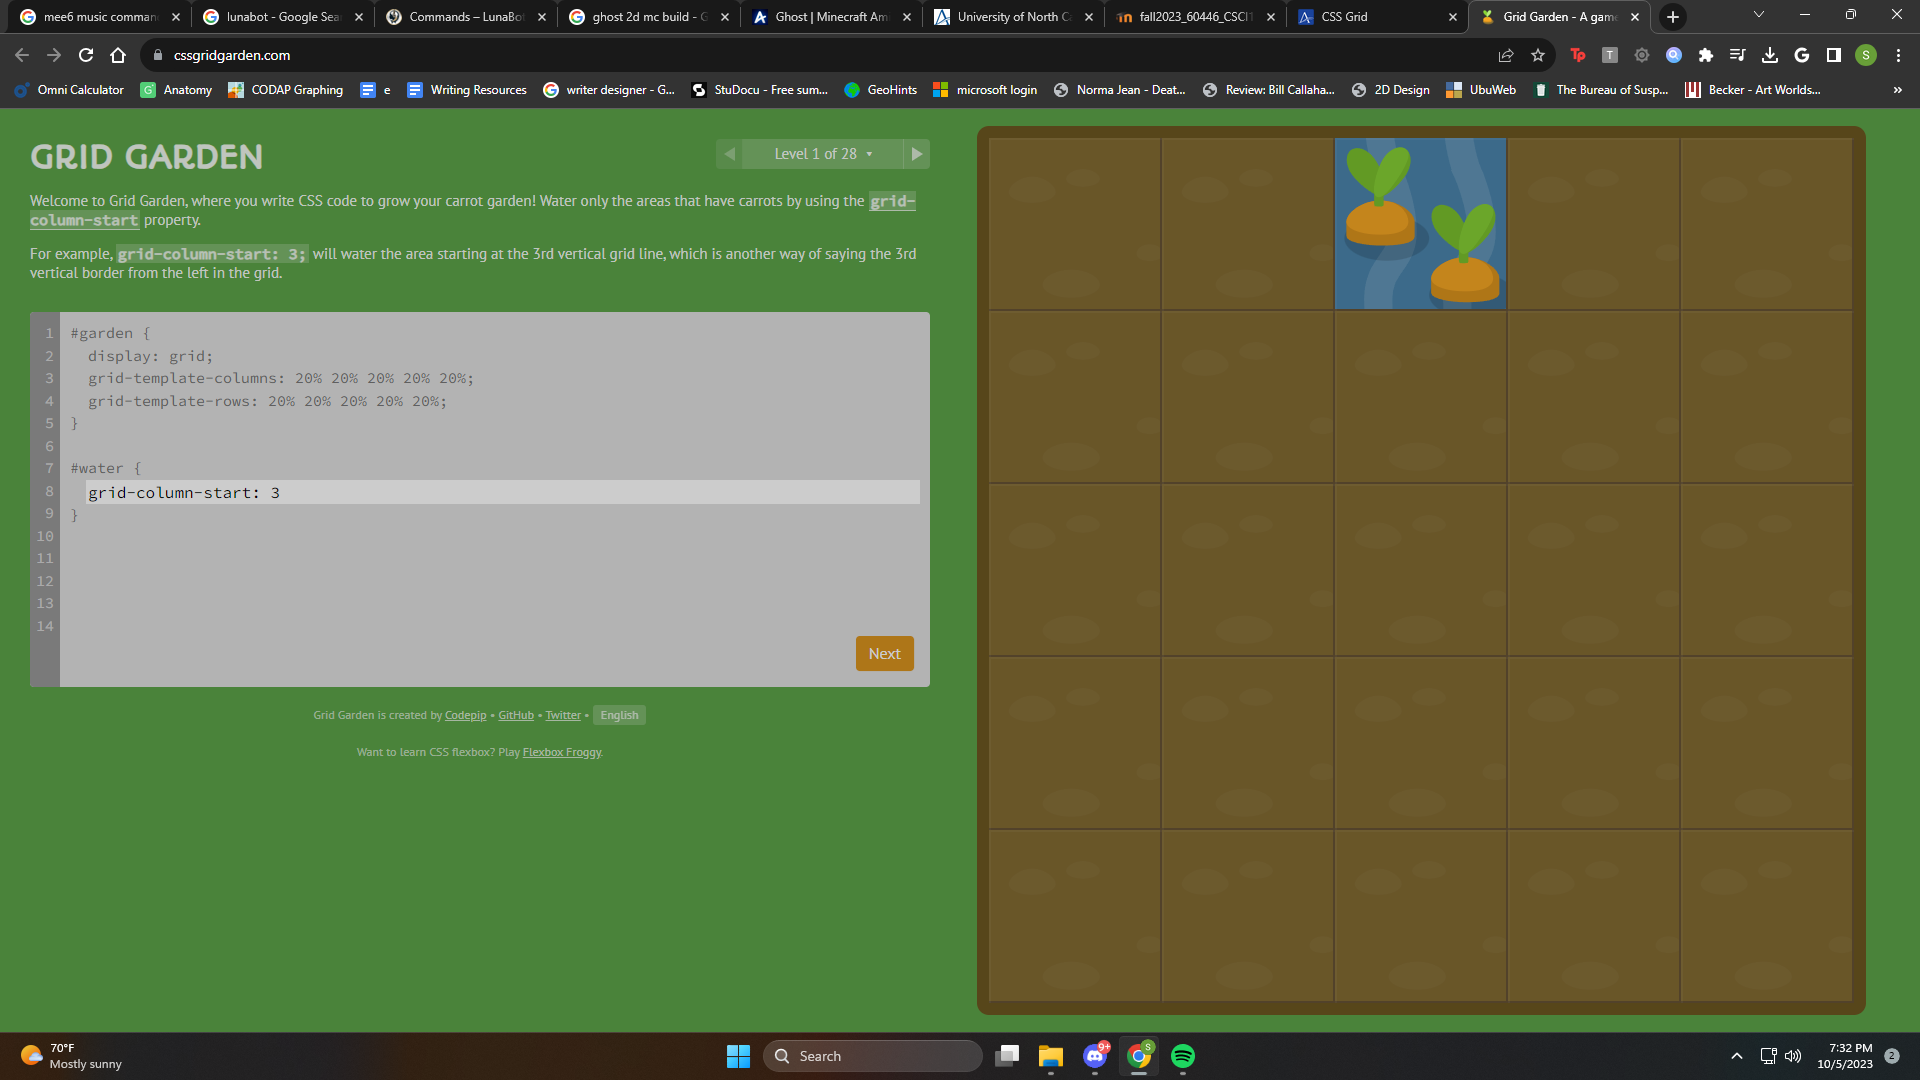 mee6 music comman
lunabot - Google Sea
Commands – LunaBo
ghost 2d mc build - G
Ghost | Minecraft Am
University of North C
fall2023_60446_CSCI
CSS Grid
Grid Garden - A game
cssgridgarden.com
Omni Calculator
Anatomy
CODAP Graphing
e
Writing Resources
writer designer - G...
StuDocu - Free sum...
GeoHints
microsoft login
Norma Jean - Deat...
Review: Bill Callaha...
2D Design
UbuWeb
The Bureau of Susp...
Becker - Art Worlds...
»
GRID GARDEN
Level 1 of 28
Welcome to Grid Garden, where you write CSS code to grow your carrot garden! Water only the areas that have carrots by using the grid-
column-start property.
For example, grid-column-start: 3; will water the area starting at the 3rd vertical grid line, which is another way of saying the 3rd
vertical border from the left in the grid.
1 #garden {
2 display: grid;
3 grid-template-columns: 20% 20% 20% 20% 20%;
4 grid-template-rows: 20% 20% 20% 20% 20%;
5 }
6
7 #water {
8 grid-column-start: 3
9 }
10
11
12
13
14
Next
Grid Garden is created by Codepip • GitHub • Twitter • English
Want to learn CSS flexbox? Play Flexbox Froggy.
70°F
Mostly sunny
Search
9+
S
7:32 PM
10/5/2023
2